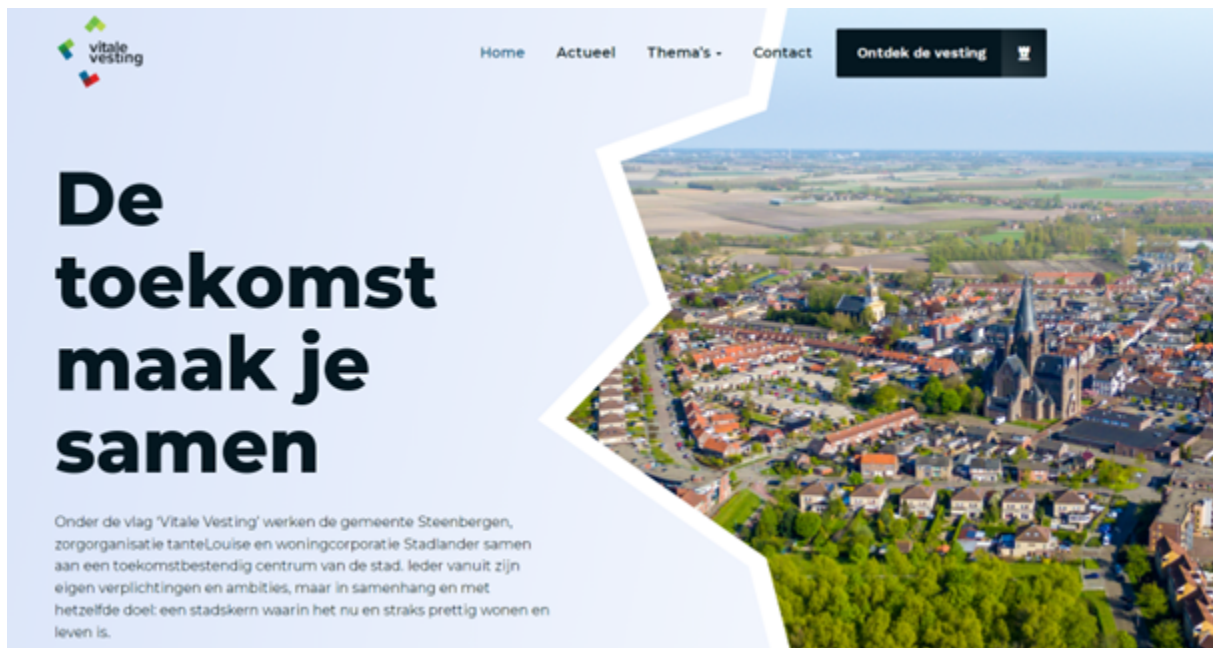 vitale
vesting
Home Actueel Thema's Contact Ontdek de vesting
De
toekomst
maak je
samen
Onder de vlag 'Vitale Vesting' werken de gemeente Steenbergen,
zorgorganisatie tanteLouise en woningcorporatie Stadlander samen
aan een toekomstbestendig centrum van de stad. Ieder vanuit zijn
eigen verplichtingen en ambities, maar in samenhang en met
hetzelfde doel: een stadskern waarin het nu en straks prettig wonen en
leven is.